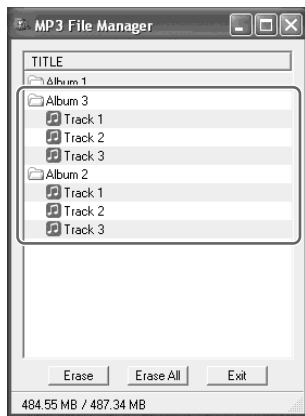 MP3 File Manager
TITLE
Album 1
Album 3
Track 1
Track 2
Track 3
Album 2
Track 1
Track 2
Track 3
Erase Erase All Exit
484.55 MB / 487.34 MB